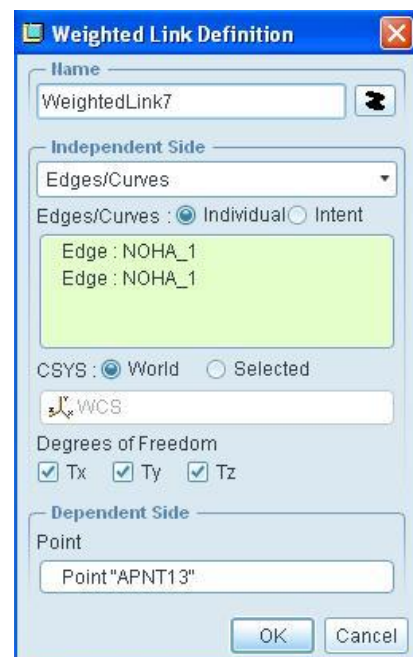 Weighted Link Definition
Name
WeightedLink7
Independent Side
Edges/Curves
Edges/Curves : Individual Intent
Edge : NOHA_1
Edge : NOHA_1
CSYS : World Selected
WCS
Degrees of Freedom
Tx Ty Tz
Dependent Side
Point
Point "APNT13"
OK Cancel